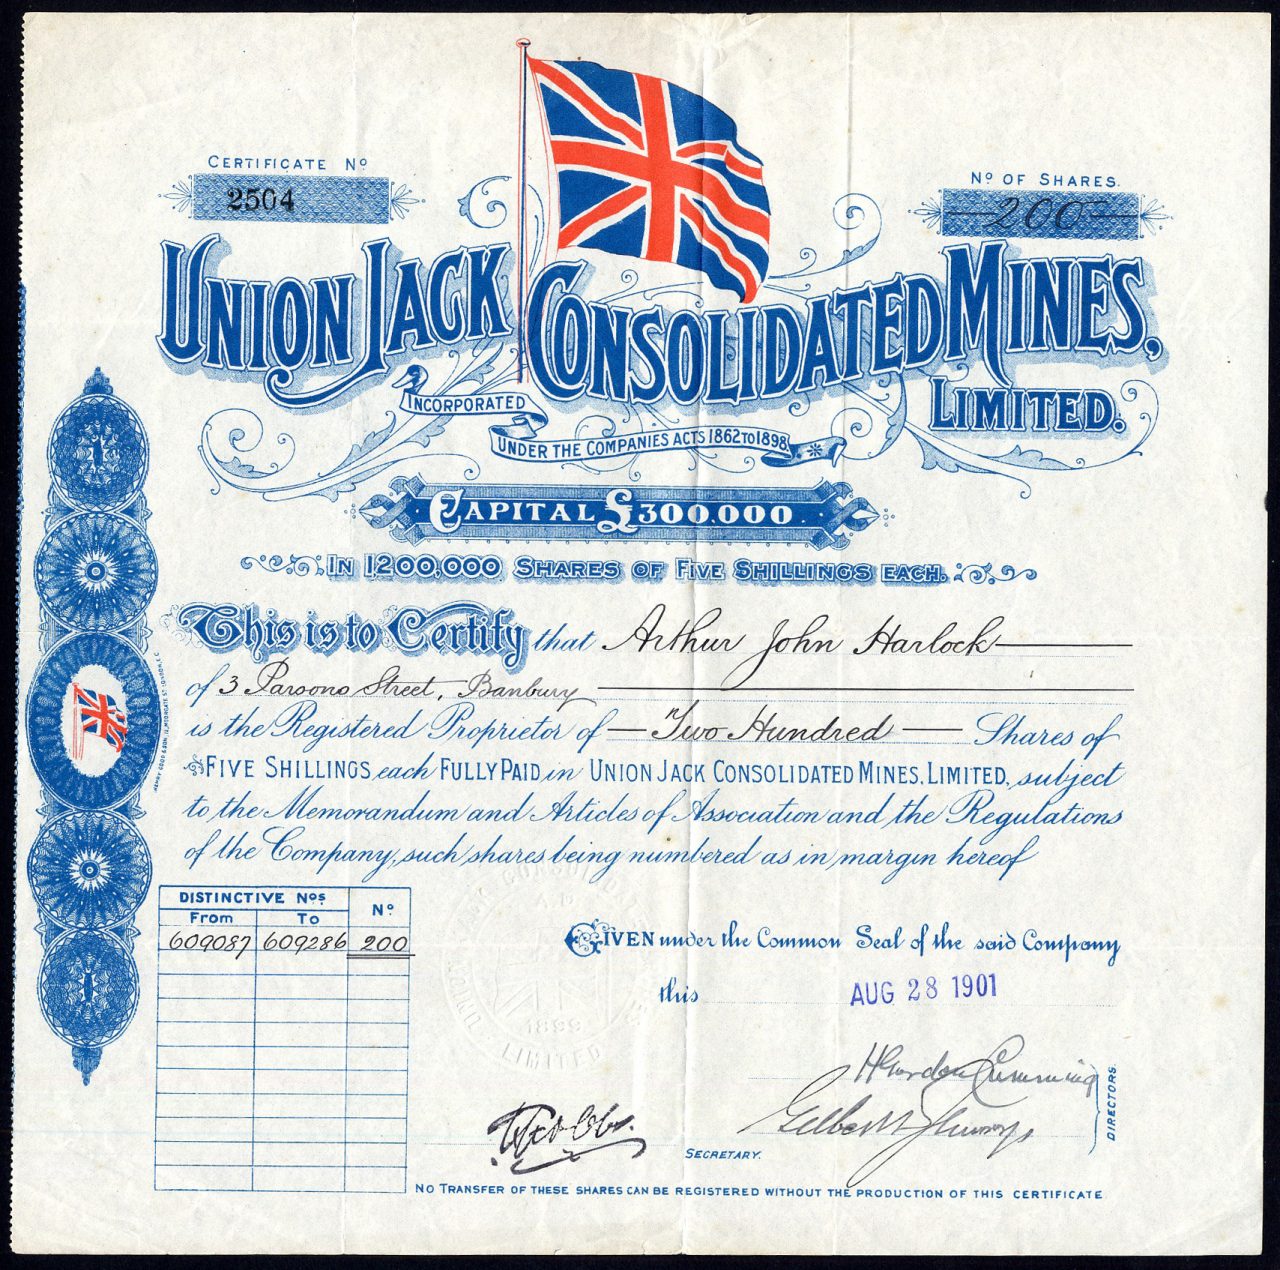 CERTIFICATE No
2504
No OF SHARES.
200
UNION JACK CONSOLIDATED MINES,
LIMITED.
INCORPORATED
UNDER THE COMPANIES ACTS 1862 TO 1898
CAPITAL £300,000.
IN 1200,000 SHARES OF FIVE SHILLINGS EACH.
This is to Certify that Arthur John Harlock
of 3 Parsons Street, Banbury
is the Registered Proprietor of Two Hundred Shares of
FIVE SHILLINGS each FULLY PAID in UNION JACK CONSOLIDATED MINES, LIMITED, subject
to the Memorandum and Articles of Association and the Regulations
of the Company, such shares being numbered as in margin hereof
DISTINCTIVE Nos
From To No
609087 609286 200
GIVEN under the Common Seal of the said Company
this AUG 28 1901
1899
LIMITED
DIRECTORS.
SECRETARY.
NO TRANSFER OF THESE SHARES CAN BE REGISTERED WITHOUT THE PRODUCTION OF THIS CERTIFICATE